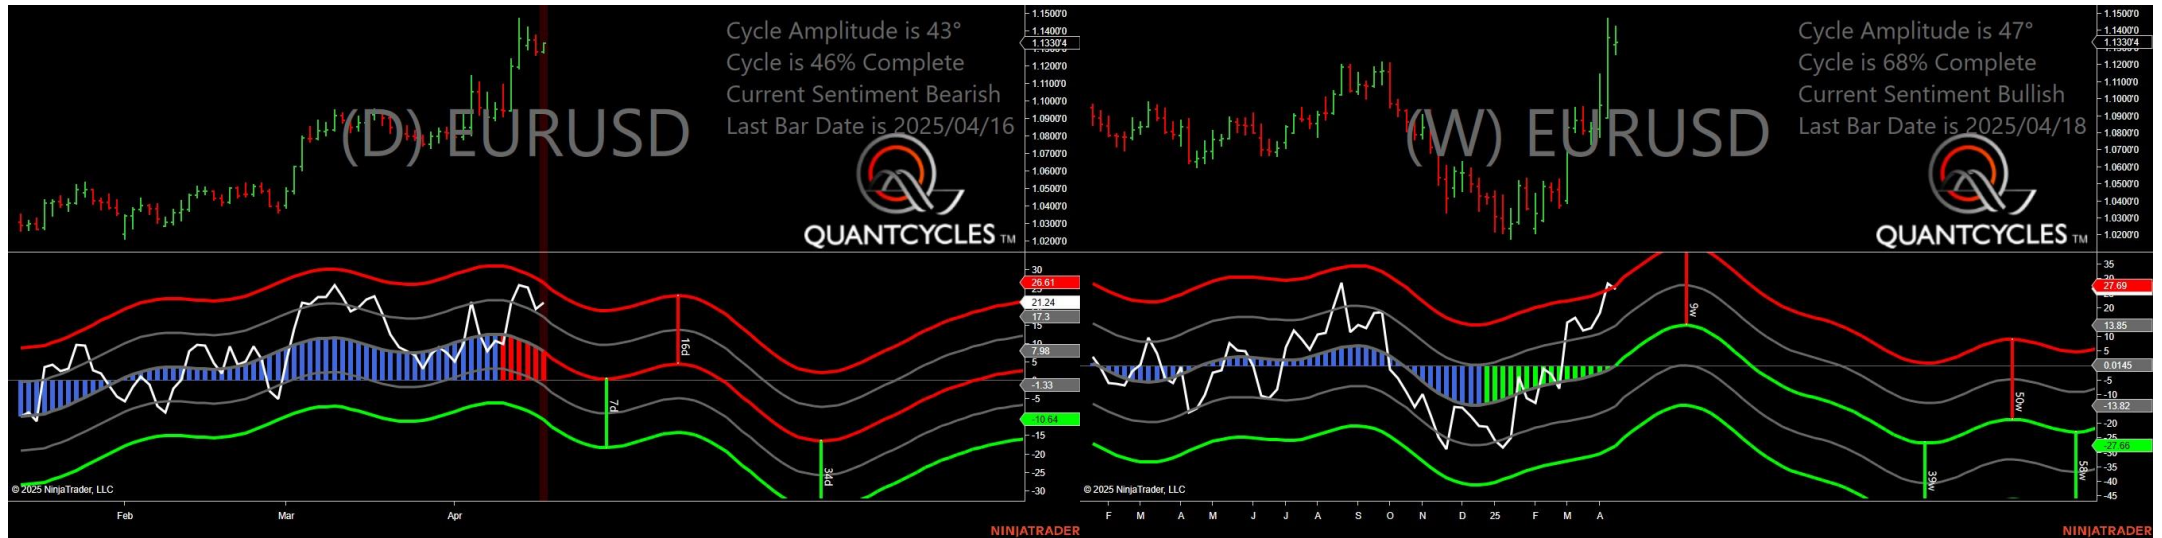 Cycle Amplitude is 43°
Cycle is 46% Complete
Current Sentiment Bearish
Last Bar Date is 2025/04/16
(D) EURUSD
QUANTCYCLES TM
1.1500'0
1.1400'0
1.1330'4
1.1200'0
1.1100'0
1.1000'0
1.0900'0
1.0800'0
1.0700'0
1.0600'0
1.0500'0
1.0400'0
1.0300'0
1.0200'0
30
26.61
21.24
17.3
15
7.98
5
-1.33
-5
-10.64
-15
-20
-25
-30
16d
7d
34d
© 2025 NinjaTrader, LLC
Feb Mar Apr
NINJATRADER
Cycle Amplitude is 47°
Cycle is 68% Complete
Current Sentiment Bullish
Last Bar Date is 2025/04/18
(W) EURUSD
QUANTCYCLES TM
1.1500'0
1.1400'0
1.1330'4
1.1200'0
1.1100'0
1.1000'0
1.0900'0
1.0800'0
1.0700'0
1.0600'0
1.0500'0
1.0400'0
1.0300'0
1.0200'0
35
27.69
20
13.85
10
5
0.0145
-5
-10
-13.82
-20
-27.66
-35
-40
-45
9w
50w
39w
58w
© 2025 NinjaTrader, LLC
F M A M J J A S O N D 25 F M A
NINJATRADER